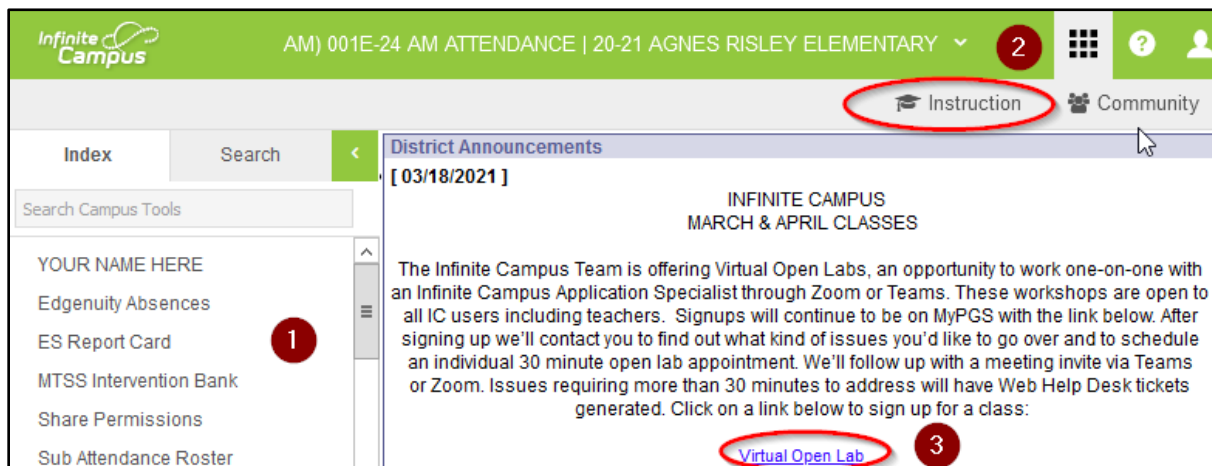 Infinite Campus
AM) 001E-24 AM ATTENDANCE | 20-21 AGNES RISLEY ELEMENTARY
2
?
Instruction
Community
Index
Search
<
Search Campus Tools
YOUR NAME HERE
Edgenuity Absences
ES Report Card
1
MTSS Intervention Bank
Share Permissions
Sub Attendance Roster
District Announcements
[ 03/18/2021 ]
INFINITE CAMPUS
MARCH & APRIL CLASSES
The Infinite Campus Team is offering Virtual Open Labs, an opportunity to work one-on-one with
an Infinite Campus Application Specialist through Zoom or Teams. These workshops are open to
all IC users including teachers.  Signups will continue to be on MyPGS with the link below. After
signing up we'll contact you to find out what kind of issues you'd like to go over and to schedule
an individual 30 minute open lab appointment. We'll follow up with a meeting invite via Teams
or Zoom. Issues requiring more than 30 minutes to address will have Web Help Desk tickets
generated. Click on a link below to sign up for a class:
Virtual Open Lab
3